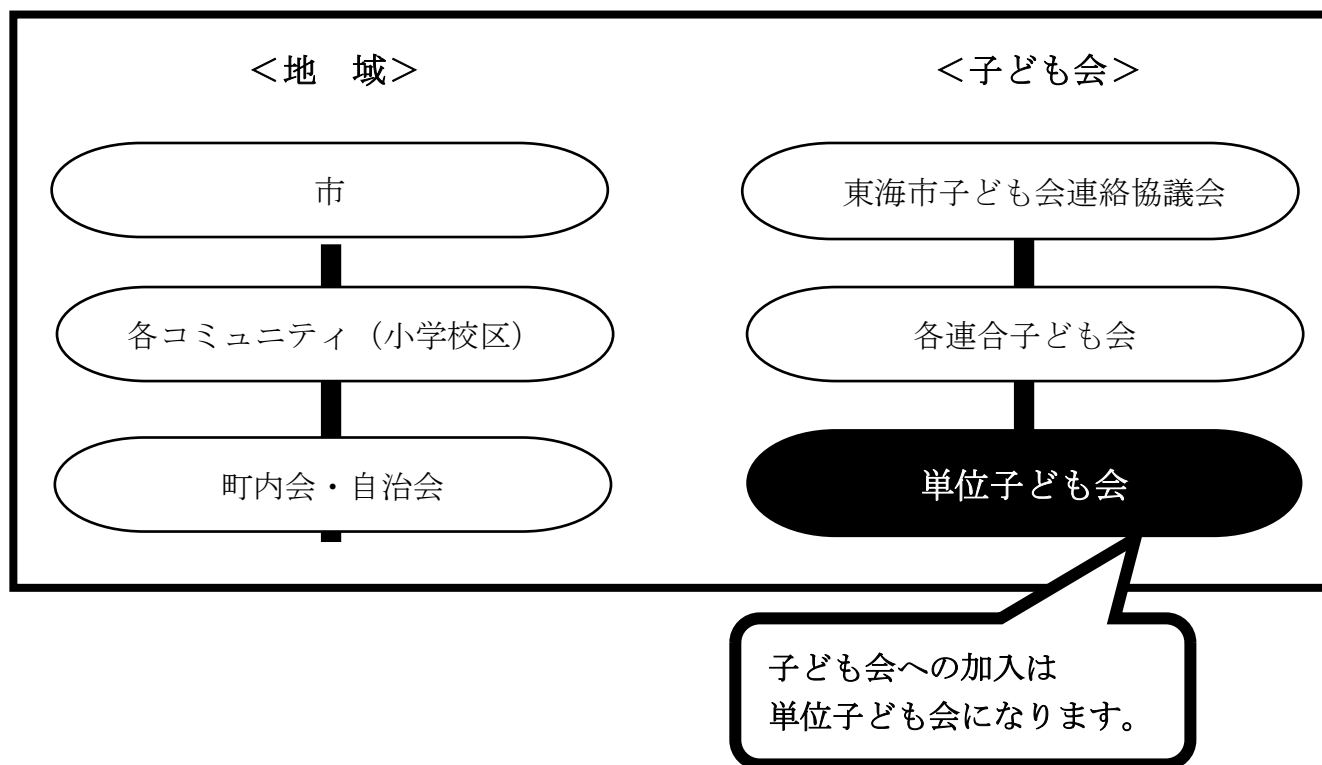 ＜地　域＞
＜子ども会＞
市
東海市子ども会連絡協議会
各コミュニティ（小学校区）
各連合子ども会
町内会・自治会
単位子ども会
子ども会への加入は
単位子ども会になります。